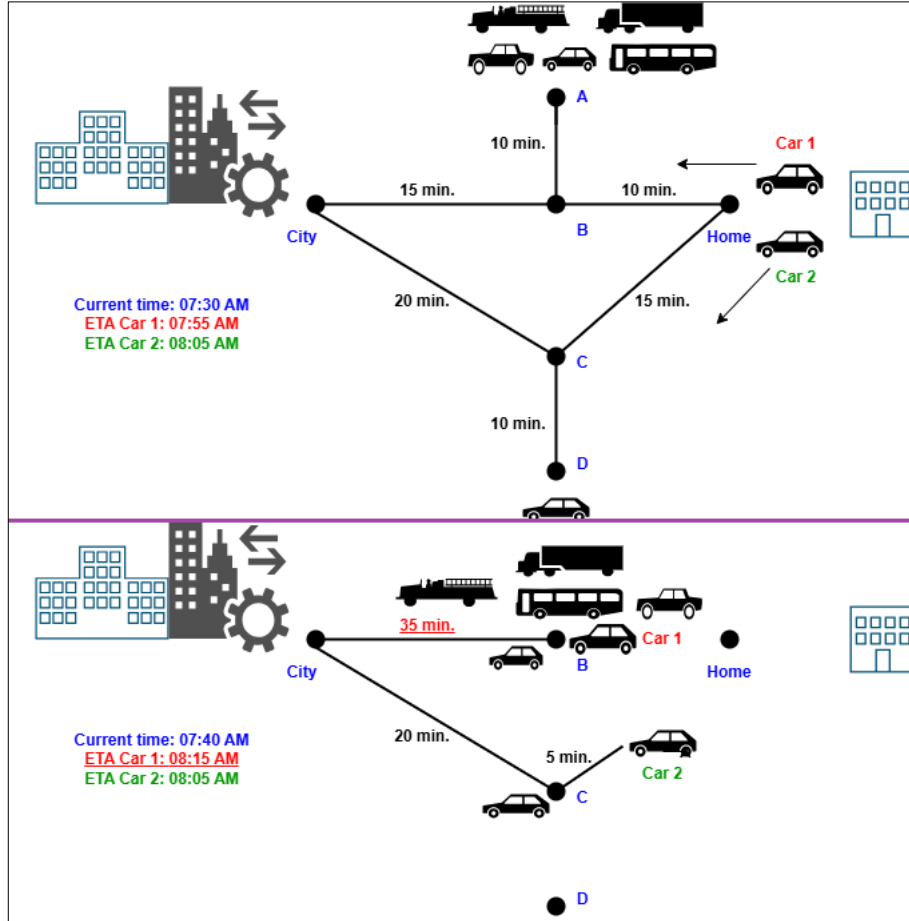 A
10 min.
Car 1
15 min.
10 min.
City
B
Home
Car 2
20 min.
15 min.
Current time: 07:30 AM
ETA Car 1: 07:55 AM
ETA Car 2: 08:05 AM
C
10 min.
D
35 min.
Car 1
City
B
Home
20 min.
Current time: 07:40 AM
ETA Car 1: 08:15 AM
ETA Car 2: 08:05 AM
5 min.
Car 2
C
D